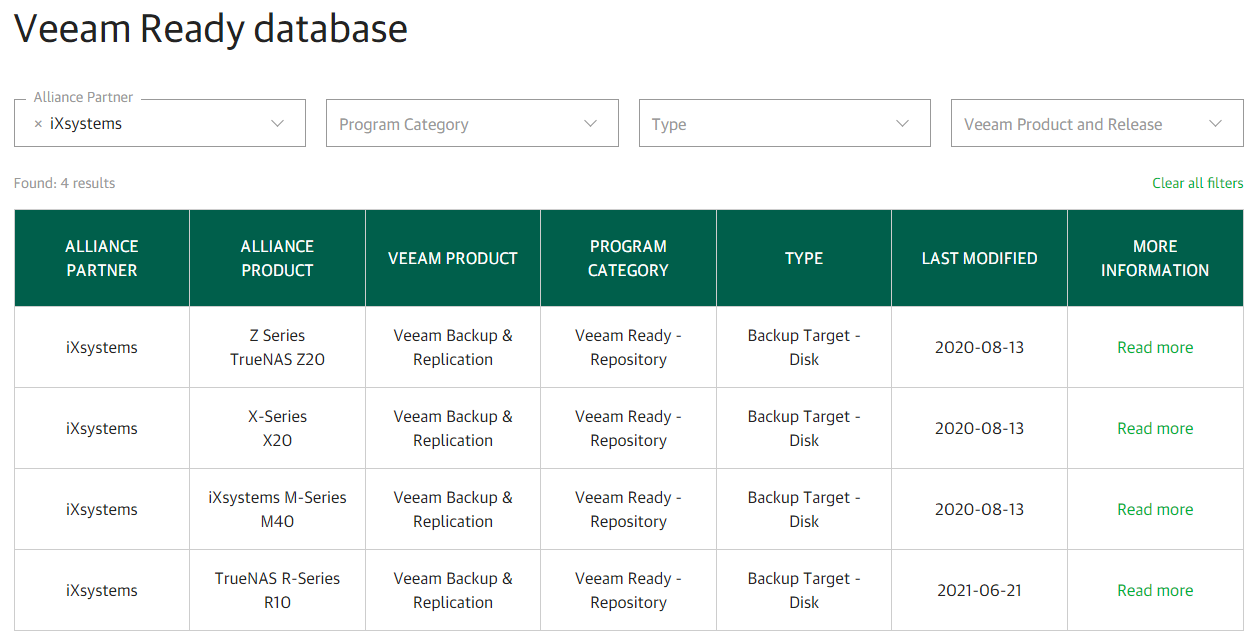 Veeam Ready database
Alliance Partner
× iXsystems
Program Category
Type
Veeam Product and Release
Found: 4 results
Clear all filters
ALLIANCE PARTNER
ALLIANCE PRODUCT
VEEAM PRODUCT
PROGRAM CATEGORY
TYPE
LAST MODIFIED
MORE INFORMATION
iXsystems
Z Series
TrueNAS Z20
Veeam Backup &
Replication
Veeam Ready -
Repository
Backup Target -
Disk
2020-08-13
Read more
iXsystems
X-Series
X20
Veeam Backup &
Replication
Veeam Ready -
Repository
Backup Target -
Disk
2020-08-13
Read more
iXsystems
iXsystems M-Series
M40
Veeam Backup &
Replication
Veeam Ready -
Repository
Backup Target -
Disk
2020-08-13
Read more
iXsystems
TrueNAS R-Series
R10
Veeam Backup &
Replication
Veeam Ready -
Repository
Backup Target -
Disk
2021-06-21
Read more